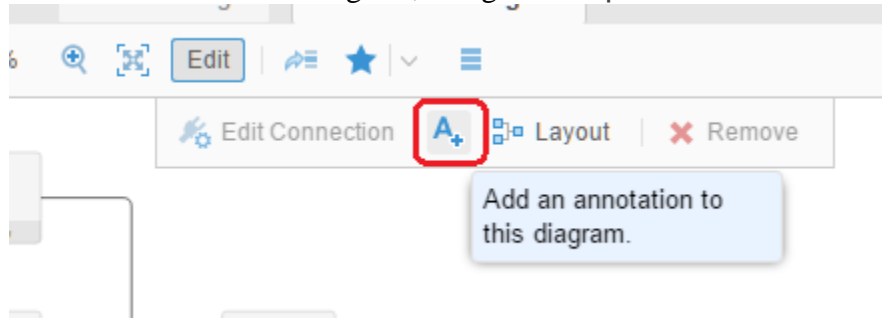 %
Edit
Edit Connection A+ Layout Remove
Add an annotation to
this diagram.